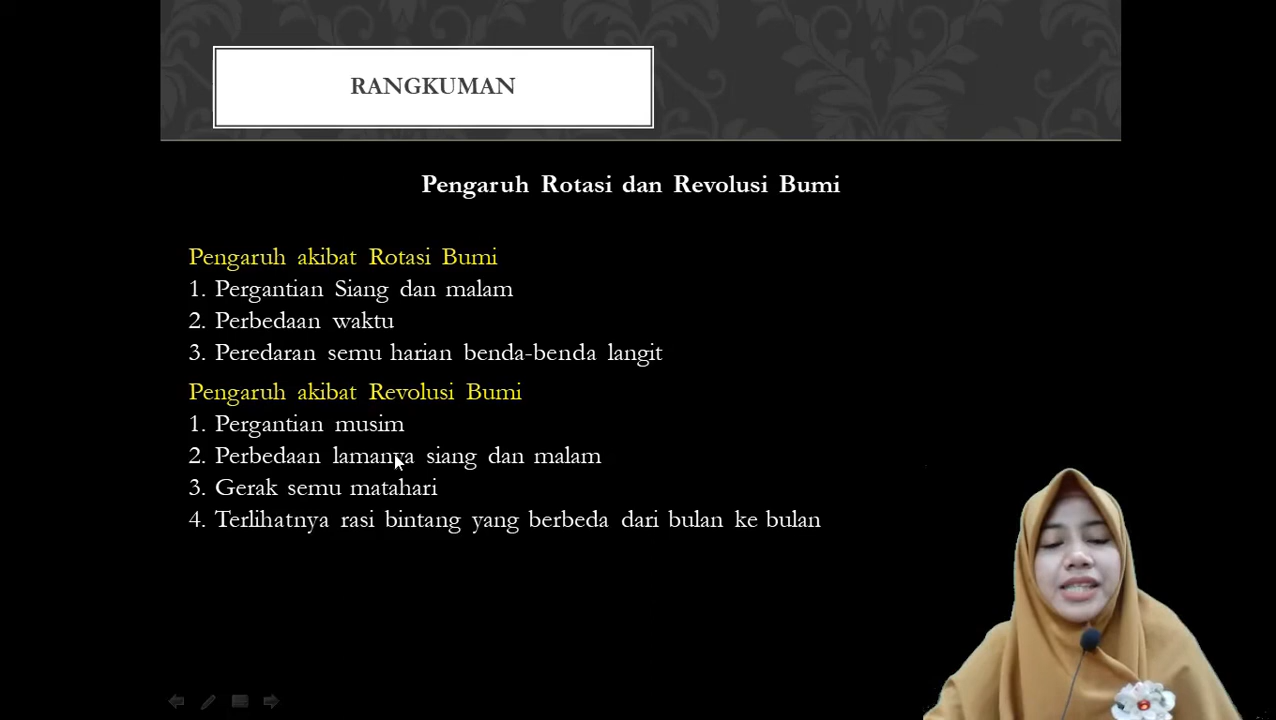 RANGKUMAN
Pengaruh Rotasi dan Revolusi Bumi
Pengaruh akibat Rotasi Bumi
1. Pergantian Siang dan malam
2. Perbedaan waktu
3. Peredaran semu harian benda-benda langit
Pengaruh akibat Revolusi Bumi
1. Pergantian musim
2. Perbedaan lamanya siang dan malam
3. Gerak semu matahari
4. Terlihatnya rasi bintang yang berbeda dari bulan ke bulan